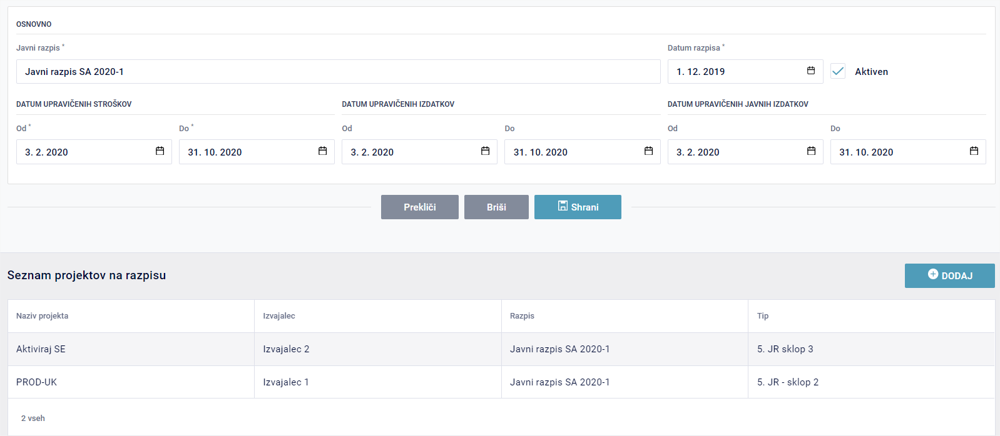 OSNOVNO
Javni razpis * Datum razpisa *
Javni razpis SA 2020-1 1. 12. 2019 Aktiven
DATUM UPRAVIČENIH STROŠKOV DATUM UPRAVIČENIH IZDATKOV DATUM UPRAVIČENIH JAVNIH IZDATKOV
Od * Do * Od Do Od Do
3. 2. 2020 31. 10. 2020 3. 2. 2020 31. 10. 2020 3. 2. 2020 31. 10. 2020
Prekliči Briši Shrani
Seznam projektov na razpisu DODAJ
Naziv projekta Izvajalec Razpis Tip
Aktiviraj SE Izvajalec 2 Javni razpis SA 2020-1 5. JR sklop 3
PROD-UK Izvajalec 1 Javni razpis SA 2020-1 5. JR - sklop 2
2 vseh